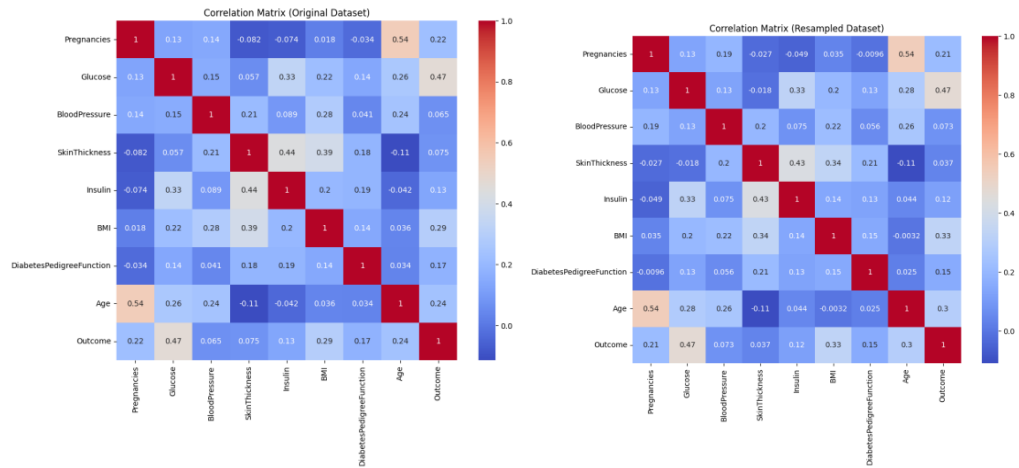 Correlation Matrix (Original Dataset)
Pregnancies 1 0.13 0.14 -0.082 -0.074 0.018 -0.034 0.54 0.22
Glucose 0.13 1 0.15 0.057 0.33 0.22 0.14 0.26 0.47
BloodPressure 0.14 0.15 1 0.21 0.089 0.28 0.041 0.24 0.065
SkinThickness -0.082 0.057 0.21 1 0.44 0.39 0.18 -0.11 0.075
Insulin -0.074 0.33 0.089 0.44 1 0.2 0.19 -0.042 0.13
BMI 0.018 0.22 0.28 0.39 0.2 1 0.14 0.036 0.29
DiabetesPedigreeFunction -0.034 0.14 0.041 0.18 0.19 0.14 1 0.034 0.17
Age 0.54 0.26 0.24 -0.11 -0.042 0.036 0.034 1 0.24
Outcome 0.22 0.47 0.065 0.075 0.13 0.29 0.17 0.24 1
Pregnancies
Glucose
BloodPressure
SkinThickness
Insulin
BMI
DiabetesPedigreeFunction
Age
Outcome
1.0
0.8
0.6
0.4
0.2
0.0
Correlation Matrix (Resampled Dataset)
Pregnancies 1 0.13 0.19 -0.027 -0.049 0.035 -0.0096 0.54 0.21
Glucose 0.13 1 0.13 -0.018 0.33 0.2 0.13 0.28 0.47
BloodPressure 0.19 0.13 1 0.2 0.075 0.22 0.056 0.26 0.073
SkinThickness -0.027 -0.018 0.2 1 0.43 0.34 0.21 -0.11 0.037
Insulin -0.049 0.33 0.075 0.43 1 0.14 0.13 0.044 0.12
BMI 0.035 0.2 0.22 0.34 0.14 1 0.15 -0.0032 0.33
DiabetesPedigreeFunction -0.0096 0.13 0.056 0.21 0.13 0.15 1 0.025 0.15
Age 0.54 0.28 0.26 -0.11 0.044 -0.0032 0.025 1 0.3
Outcome 0.21 0.47 0.073 0.037 0.12 0.33 0.15 0.3 1
Pregnancies
Glucose
BloodPressure
SkinThickness
Insulin
BMI
DiabetesPedigreeFunction
Age
Outcome
1.0
0.8
0.6
0.4
0.2
0.0